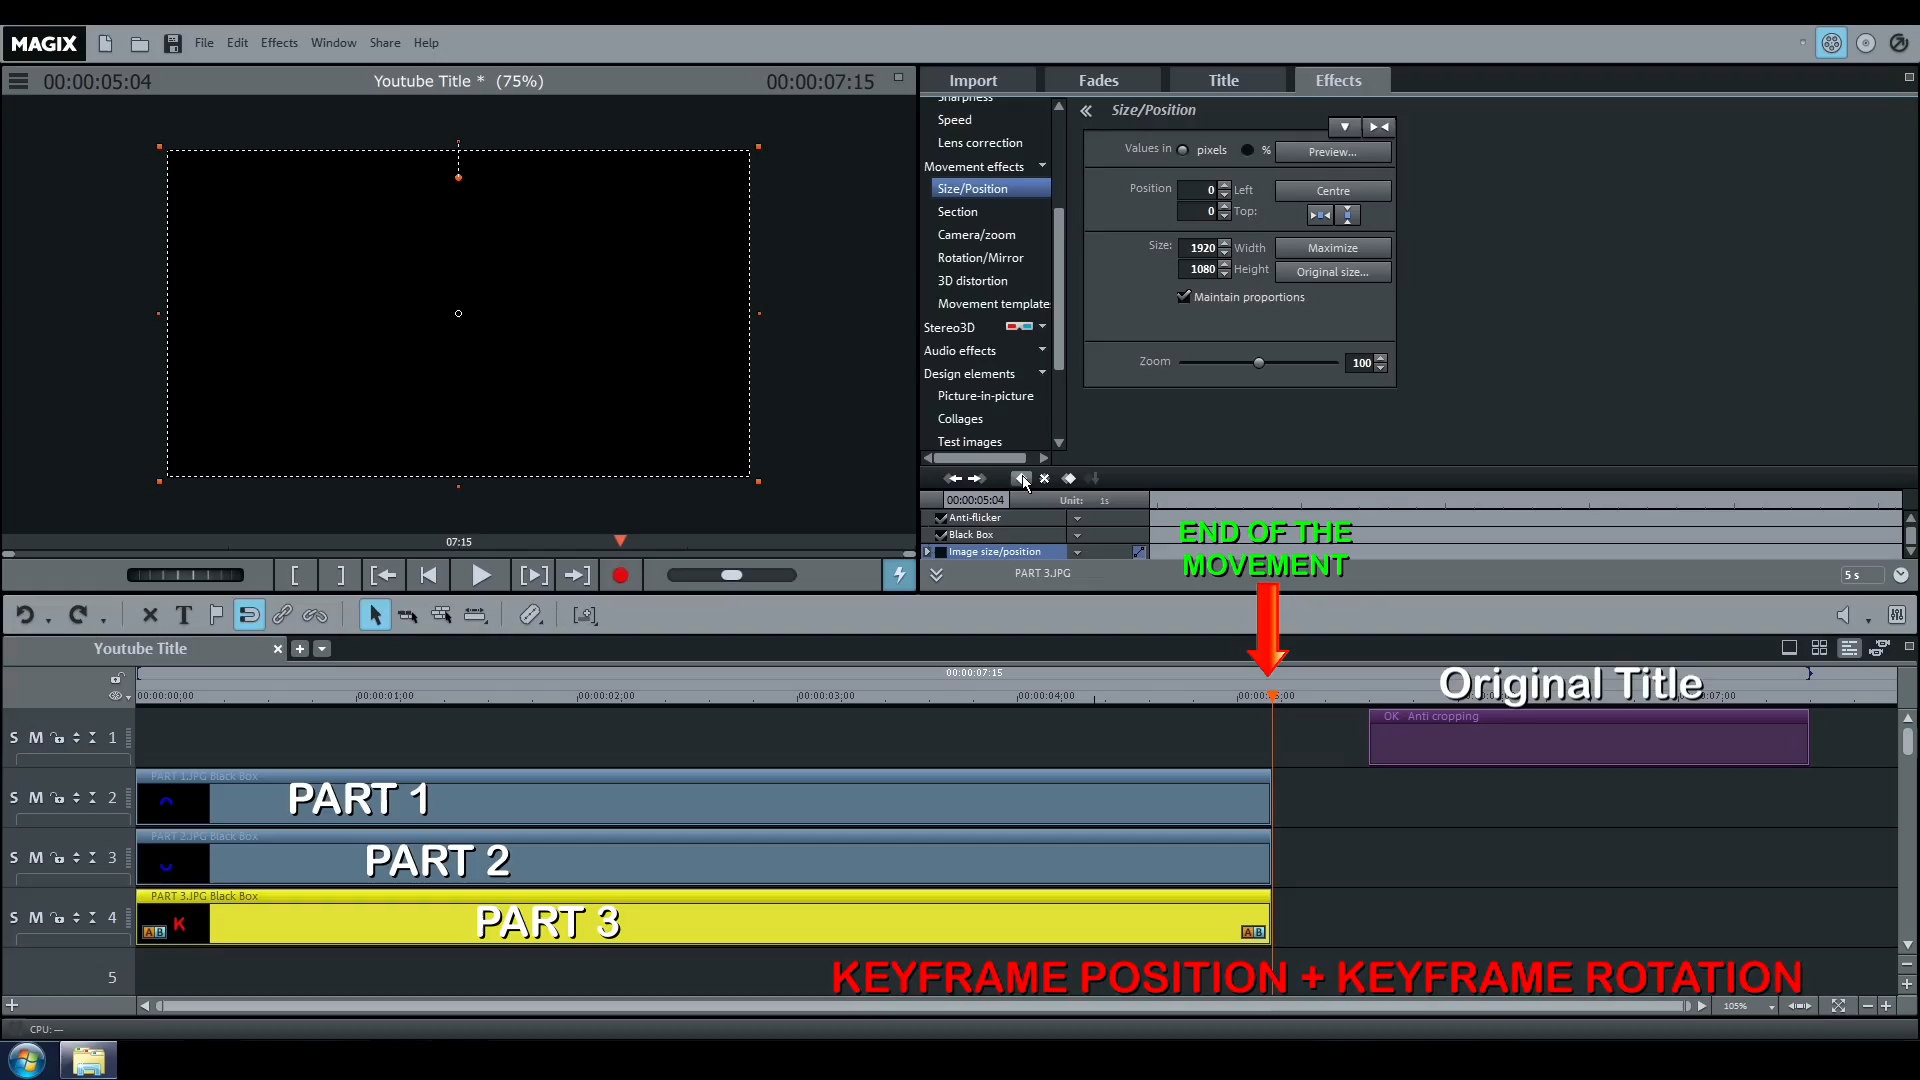 MAGIX File Edit Effects Window Share Help
00:00:05:04 Youtube Title * (75%) 00:00:07:15
Import Fades Title Effects
Sharpness
Speed
Lens correction
Movement effects
Size/Position
Section
Camera/zoom
Rotation/Mirror
3D distortion
Movement template
Stereo3D
Audio effects
Design elements
Picture-in-picture
Collages
Test images
Size/Position
Values in pixels % Preview...
Position 0 Left Centre
0 Top:
Size: 1920 Width Maximize
1080 Height Original size...
Maintain proportions
Zoom 100
00:00:05:04 Unit: 1s
Anti-flicker
Black Box
Image size/position
PART 3.JPG 5 s
07:15
END OF THE
MOVEMENT
Youtube Title
00:00:07:15
00:00:00;00 00:00:01;00 00:00:02;00 00:00:03;00 00:00:04;00
Original Title
S M 1
OK Anti cropping
S M 2
PART 1.JPG Black Box
PART 1
S M 3
PART 2.JPG Black Box
PART 2
S M 4
PART 3.JPG Black Box
K
A B
PART 3
A B
5
KEYFRAME POSITION + KEYFRAME ROTATION
105%
CPU: —